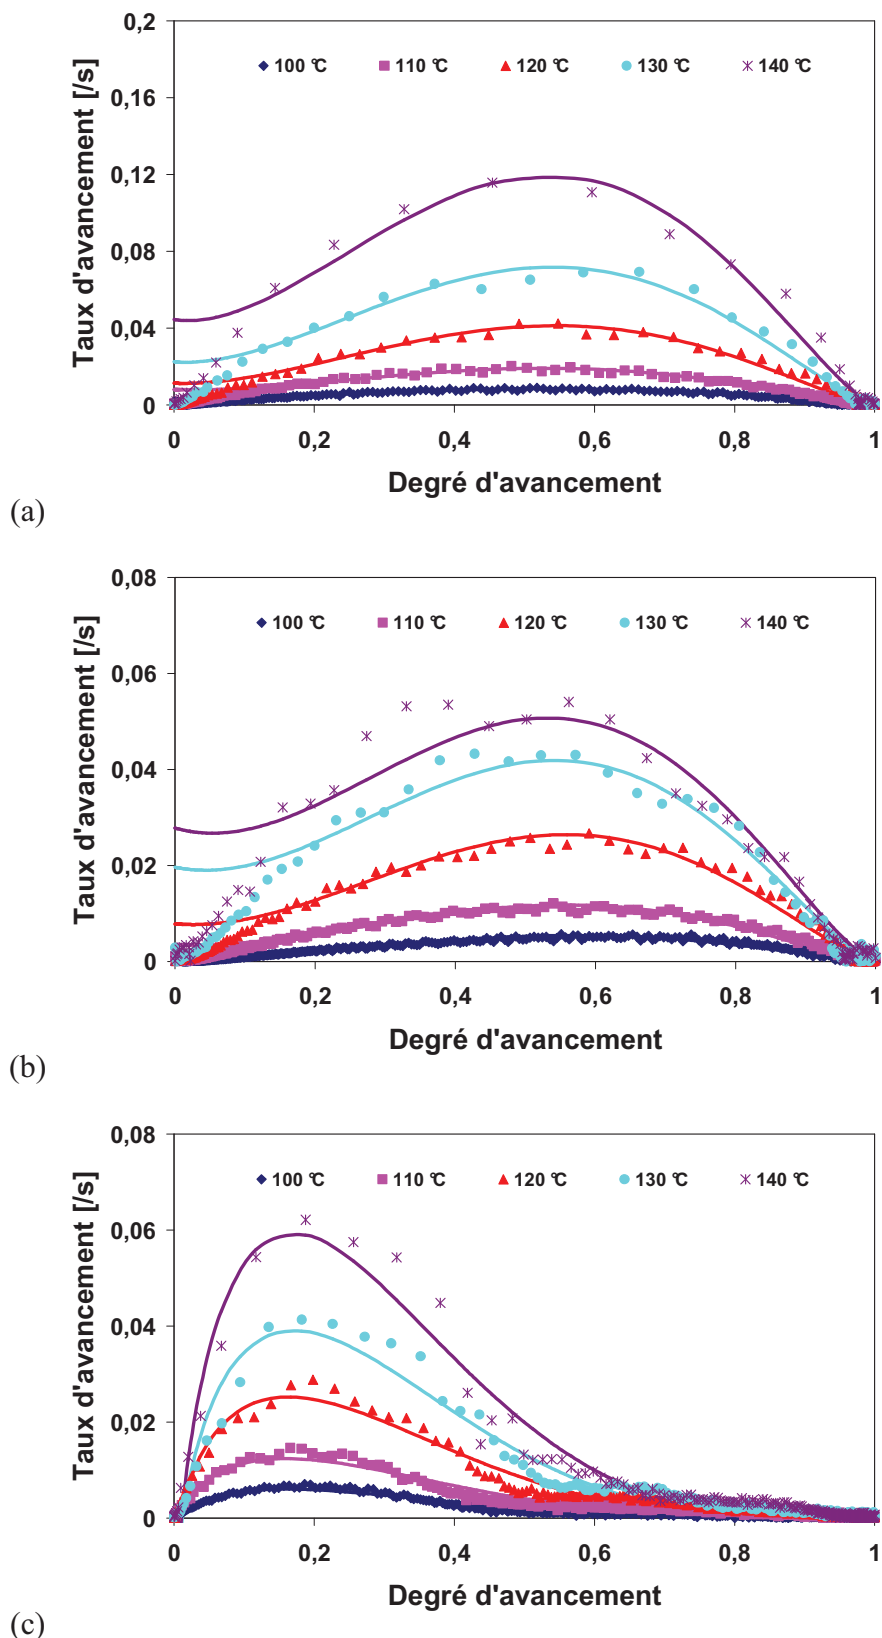 0,2
0,16
0,12
0,08
0,04
0
Taux d'avancement [/s]
100 °C 110 °C 120 °C 130 °C 140 °C
0 0,2 0,4 0,6 0,8 1
Degré d'avancement
(a)
0,08
0,06
0,04
0,02
0
Taux d'avancement [/s]
100 °C 110 °C 120 °C 130 °C 140 °C
0 0,2 0,4 0,6 0,8 1
Degré d'avancement
(b)
0,08
0,06
0,04
0,02
0
Taux d'avancement [/s]
100 °C 110 °C 120 °C 130 °C 140 °C
0 0,2 0,4 0,6 0,8 1
Degré d'avancement
(c)